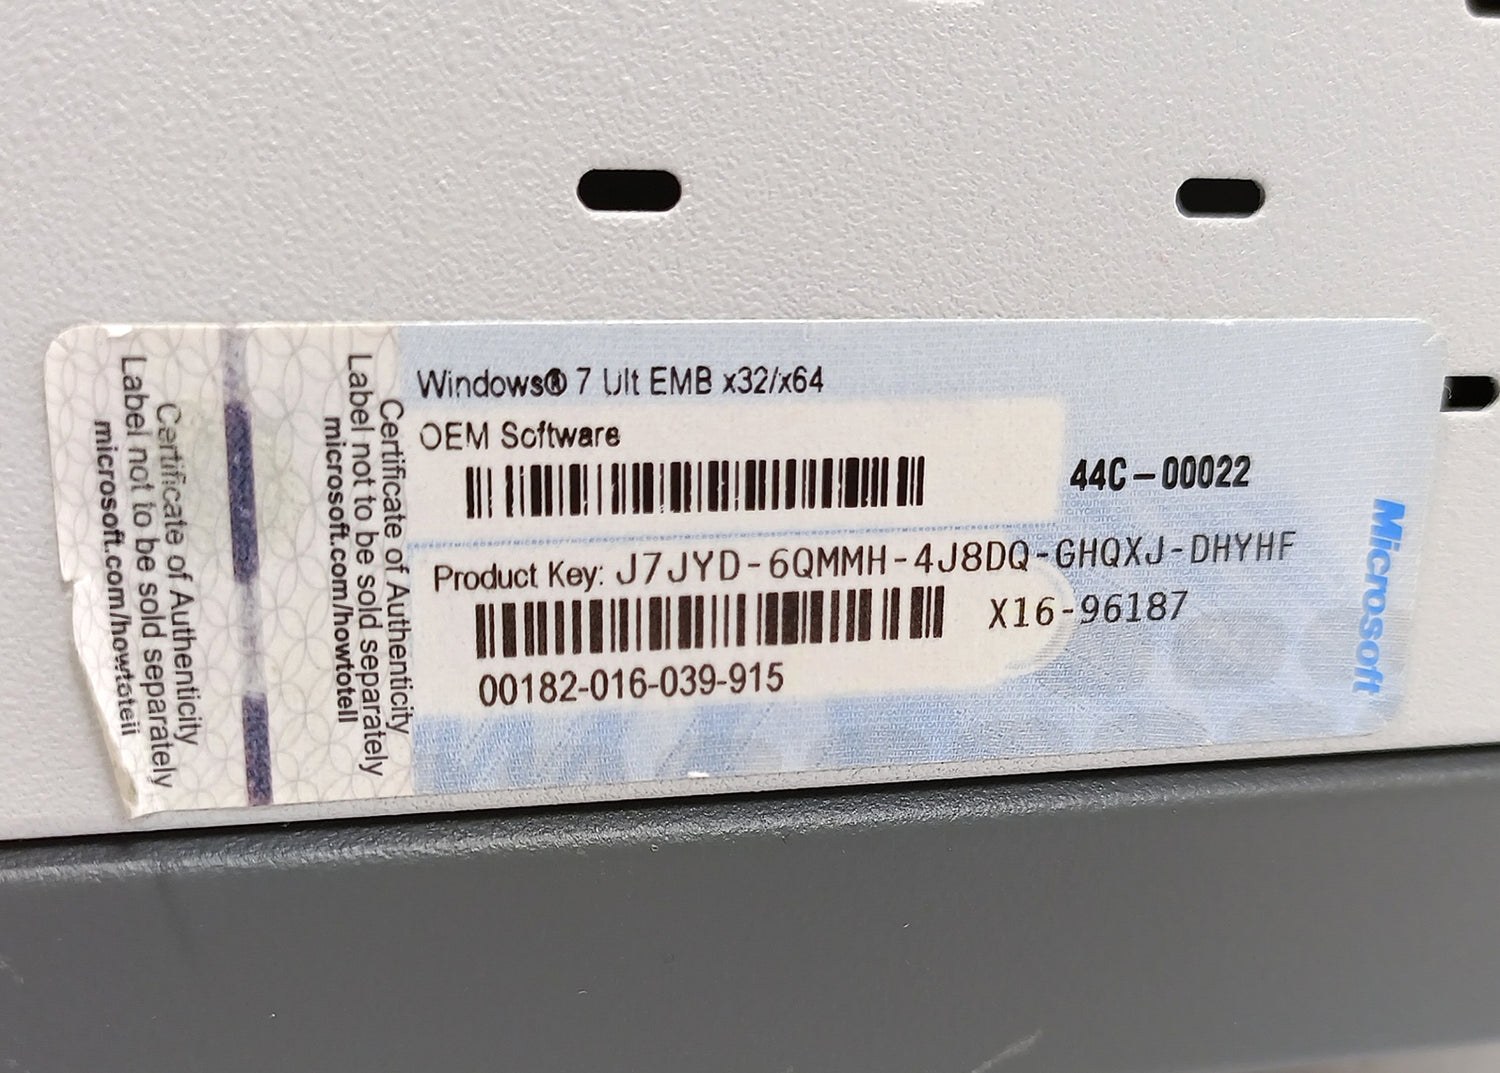 Windows® 7 Ult EMB x32/x64
OEM Software
44C-00022
Product Key: J7JYD-6QMMH-4J8DQ-GHQXJ-DHYHF
X16-96187
00182-016-039-915
Microsoft
Certificate of Authenticity
Label not to be sold separately
microsoft.com/howtotell
Certificate of Authenticity
Label not to be sold separately
microsoft.com/howtotell